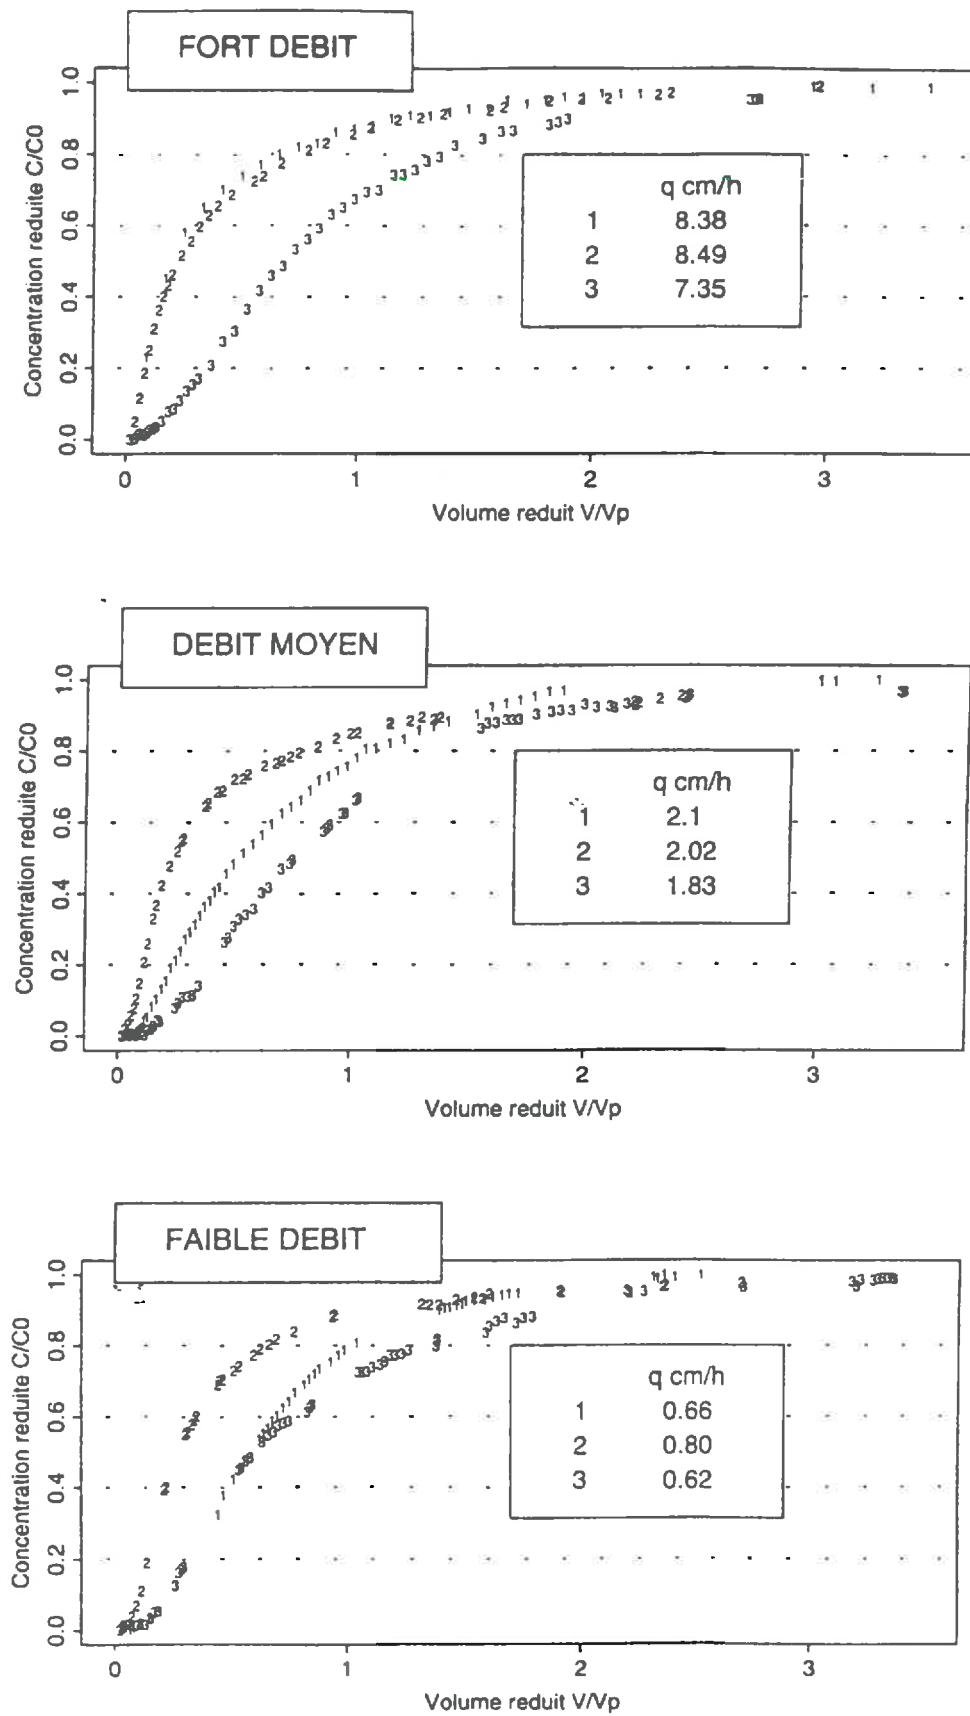 FORT DEBIT
Concentration reduite C/C0
0.0 0.2 0.4 0.6 0.8 1.0
q cm/h
1 8.38
2 8.49
3 7.35
0 1 2 3
Volume reduit V/Vp
DEBIT MOYEN
Concentration reduite C/C0
0.0 0.2 0.4 0.6 0.8 1.0
q cm/h
1 2.1
2 2.02
3 1.83
0 1 2 3
Volume reduit V/Vp
FAIBLE DEBIT
Concentration reduite C/C0
0.0 0.2 0.4 0.6 0.8 1.0
q cm/h
1 0.66
2 0.80
3 0.62
0 1 2 3
Volume reduit V/Vp